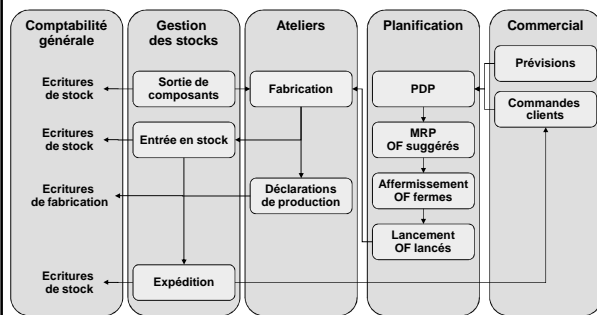 Comptabilité
générale
Gestion
des stocks
Ateliers
Planification
Commercial
Prévisions
Ecritures
de stock
Sortie de
composants
Fabrication
PDP
Commandes
clients
Ecritures
de stock
Entrée en stock
MRP
OF suggérés
Ecritures
de fabrication
Déclarations
de production
Affermissement
OF fermes
Lancement
OF lancés
Ecritures
de stock
Expédition